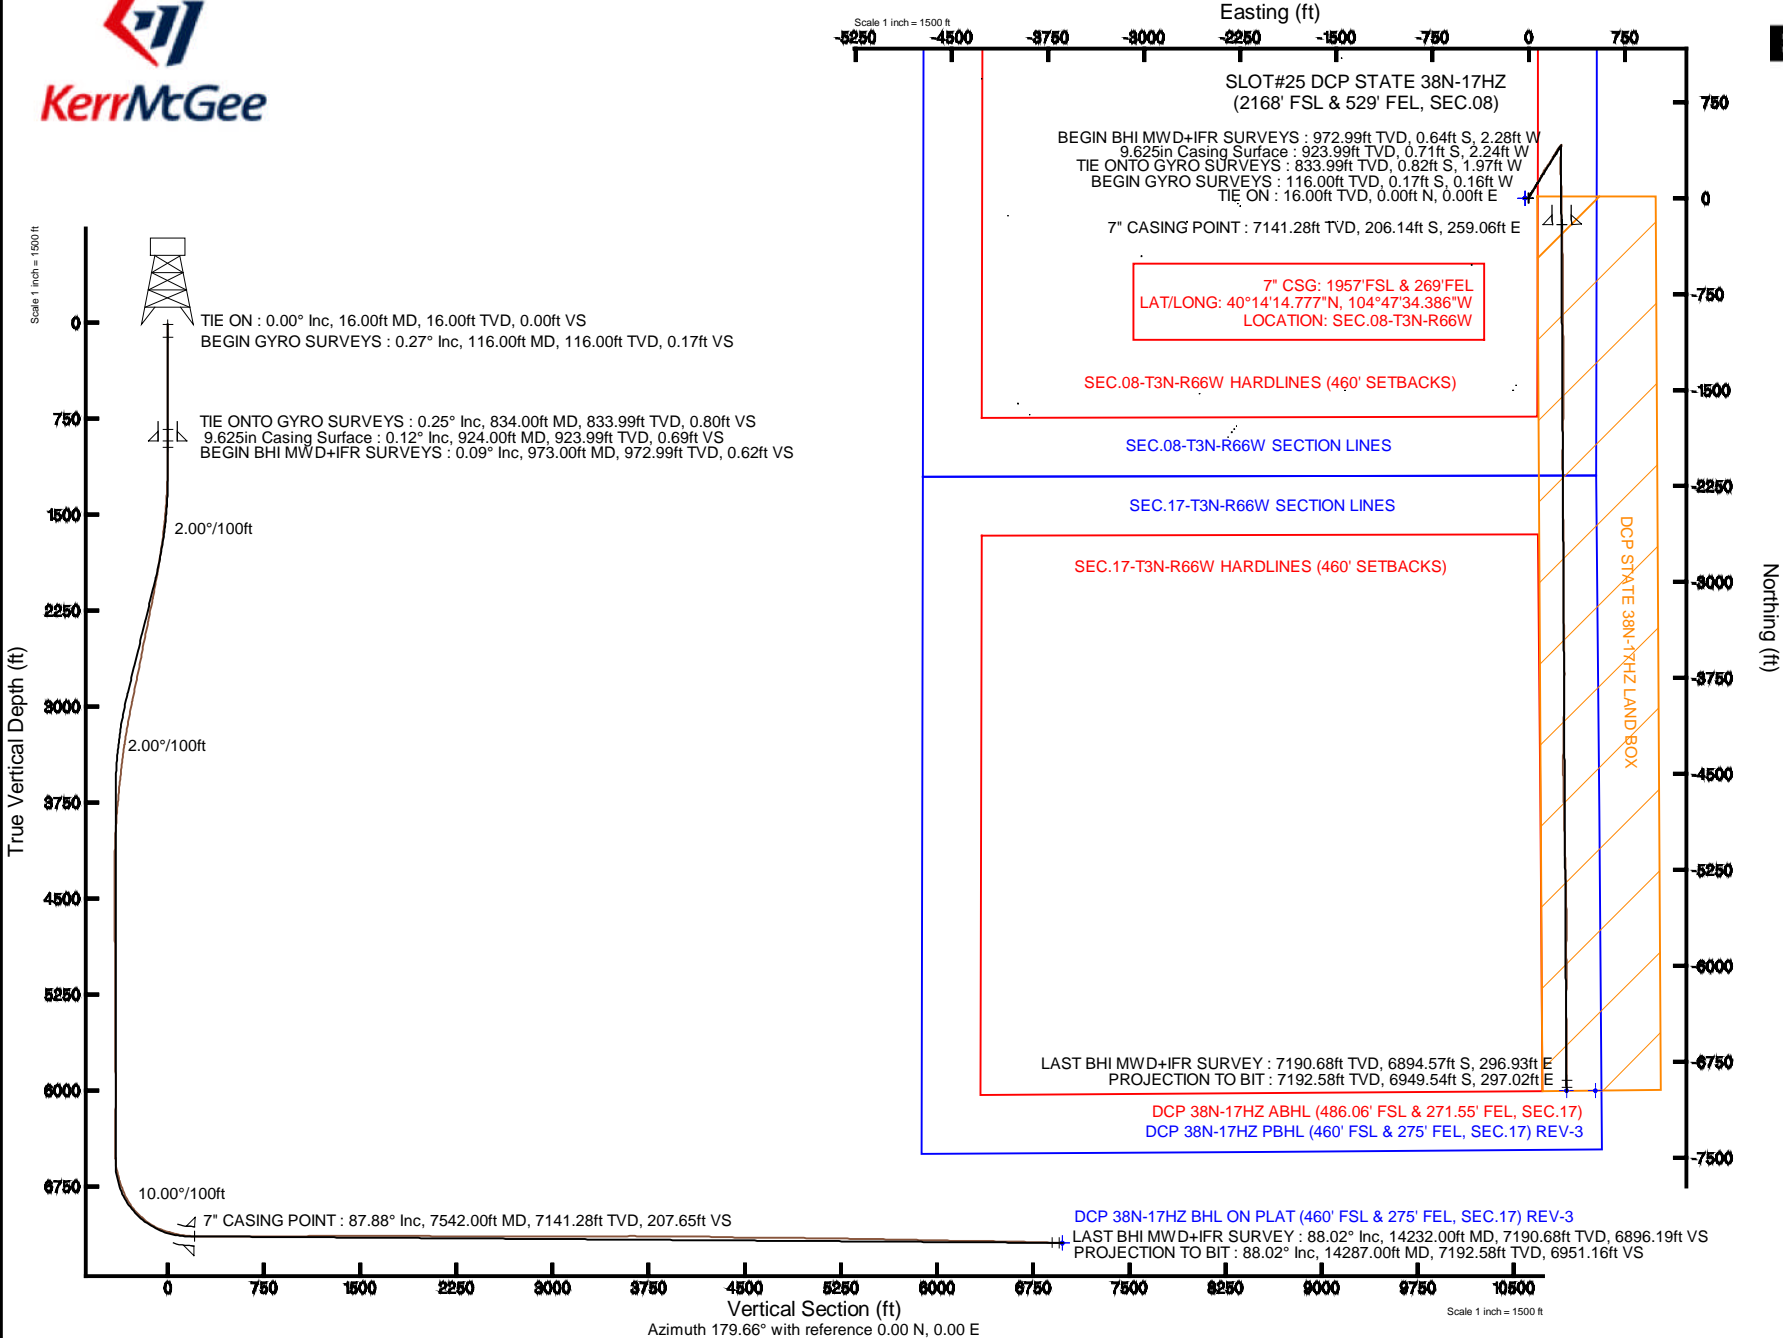 KerrMcGee
Scale 1 inch = 1500 ft
Easting (ft)
-5250 -4500 -3750 -3000 -2250 -1500 -750 0 750
SLOT#25 DCP STATE 38N-17HZ
(2168' FSL & 529' FEL, SEC.08)
BEGIN BHI MWD+IFR SURVEYS : 972.99ft TVD, 0.64ft S, 2.28ft W
9.625in Casing Surface : 923.99ft TVD, 0.71ft S, 2.24ft W
TIE ONTO GYRO SURVEYS : 833.99ft TVD, 0.82ft S, 1.97ft W
BEGIN GYRO SURVEYS : 116.00ft TVD, 0.17ft S, 0.16ft W
TIE ON : 16.00ft TVD, 0.00ft N, 0.00ft E
7" CASING POINT : 7141.28ft TVD, 206.14ft S, 259.06ft E
7" CSG: 1957'FSL & 269'FEL
LAT/LONG: 40°14'14.777"N, 104°47'34.386"W
LOCATION: SEC.08-T3N-R66W
SEC.08-T3N-R66W HARDLINES (460' SETBACKS)
SEC.08-T3N-R66W SECTION LINES
SEC.17-T3N-R66W SECTION LINES
SEC.17-T3N-R66W HARDLINES (460' SETBACKS)
DCP STATE 38N-17HZ LAND BOX
LAST BHI MWD+IFR SURVEY : 7190.68ft TVD, 6894.57ft S, 296.93ft E
PROJECTION TO BIT : 7192.58ft TVD, 6949.54ft S, 297.02ft E
DCP 38N-17HZ ABHL (486.06' FSL & 271.55' FEL, SEC.17)
DCP 38N-17HZ PBHL (460' FSL & 275' FEL, SEC.17) REV-3
750
0
-750
-1500
-2250
-3000
-3750
-4500
-5250
-6000
-6750
-7500
Northing (ft)
Scale 1 inch = 1500 ft
True Vertical Depth (ft)
0
750
1500
2250
3000
3750
4500
5250
6000
6750
TIE ON : 0.00° Inc, 16.00ft MD, 16.00ft TVD, 0.00ft VS
BEGIN GYRO SURVEYS : 0.27° Inc, 116.00ft MD, 116.00ft TVD, 0.17ft VS
TIE ONTO GYRO SURVEYS : 0.25° Inc, 834.00ft MD, 833.99ft TVD, 0.80ft VS
9.625in Casing Surface : 0.12° Inc, 924.00ft MD, 923.99ft TVD, 0.69ft VS
BEGIN BHI MWD+IFR SURVEYS : 0.09° Inc, 973.00ft MD, 972.99ft TVD, 0.62ft VS
2.00°/100ft
2.00°/100ft
10.00°/100ft
7" CASING POINT : 87.88° Inc, 7542.00ft MD, 7141.28ft TVD, 207.65ft VS
DCP 38N-17HZ BHL ON PLAT (460' FSL & 275' FEL, SEC.17) REV-3
LAST BHI MWD+IFR SURVEY : 88.02° Inc, 14232.00ft MD, 7190.68ft TVD, 6896.19ft VS
PROJECTION TO BIT : 88.02° Inc, 14287.00ft MD, 7192.58ft TVD, 6951.16ft VS
0 750 1500 2250 3000 3750 4500 5250 6000 6750 7500 8250 9000 9750 10500
Vertical Section (ft)
Scale 1 inch = 1500 ft
Azimuth 179.66° with reference 0.00 N, 0.00 E